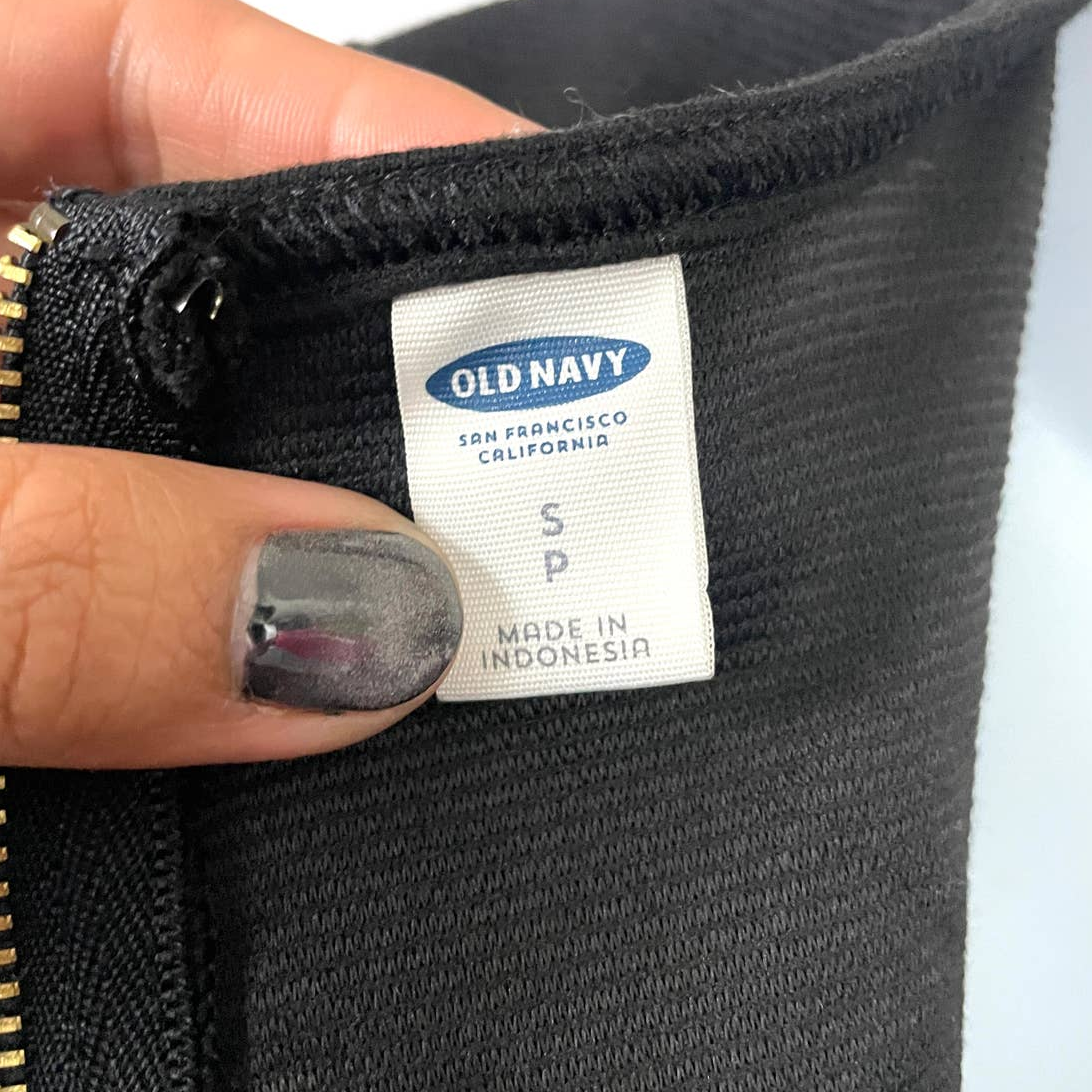 OLD NAVY
SAN FRANCISCO
CALIFORNIA
S
P
MADE IN
INDONESIA